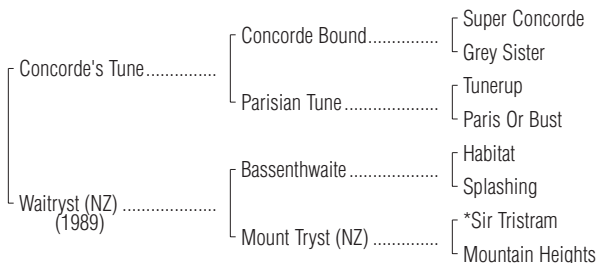 Super Concorde
Concorde Bound..................
Grey Sister
Concorde's Tune...............
Tunerup
Parisian Tune....................
Paris Or Bust
Habitat
Bassenthwaite...................
Splashing
Waitryst (NZ) ....................
(1989)
*Sir Tristram
Mount Tryst (NZ) ..............
Mountain Heights